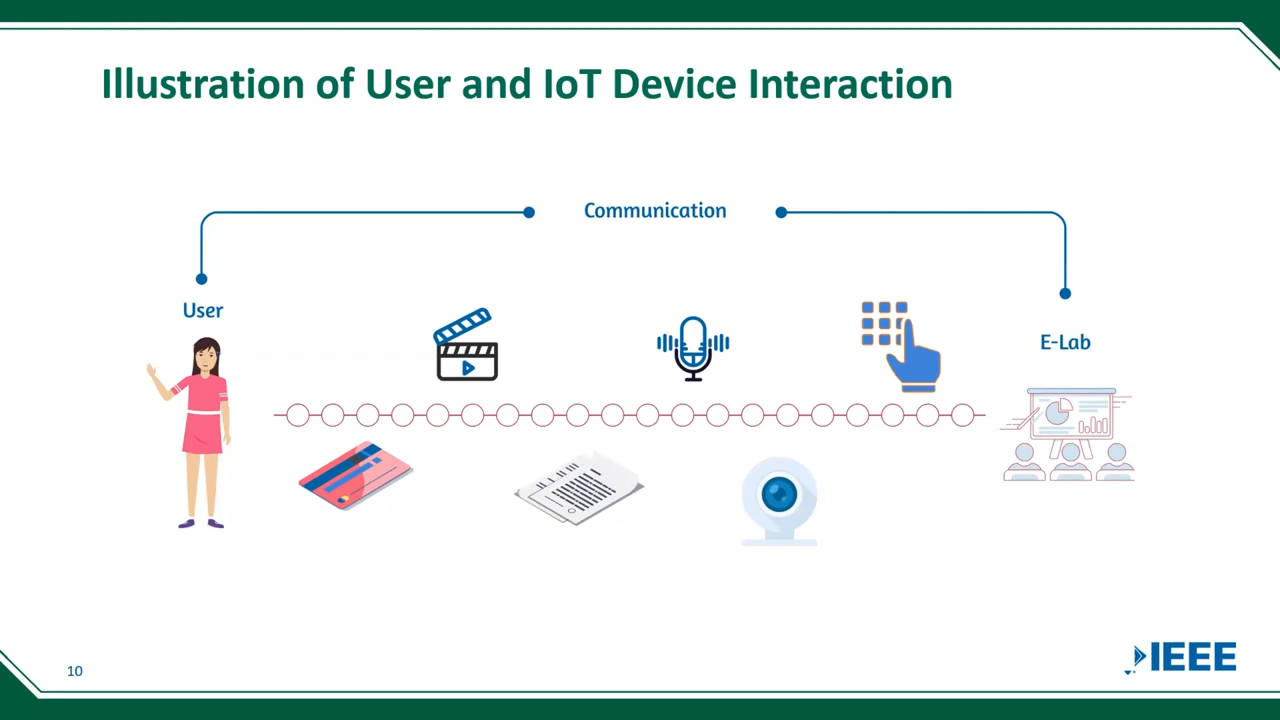 Illustration of User and IoT Device Interaction
Communication
User
E-Lab
10
IEEE